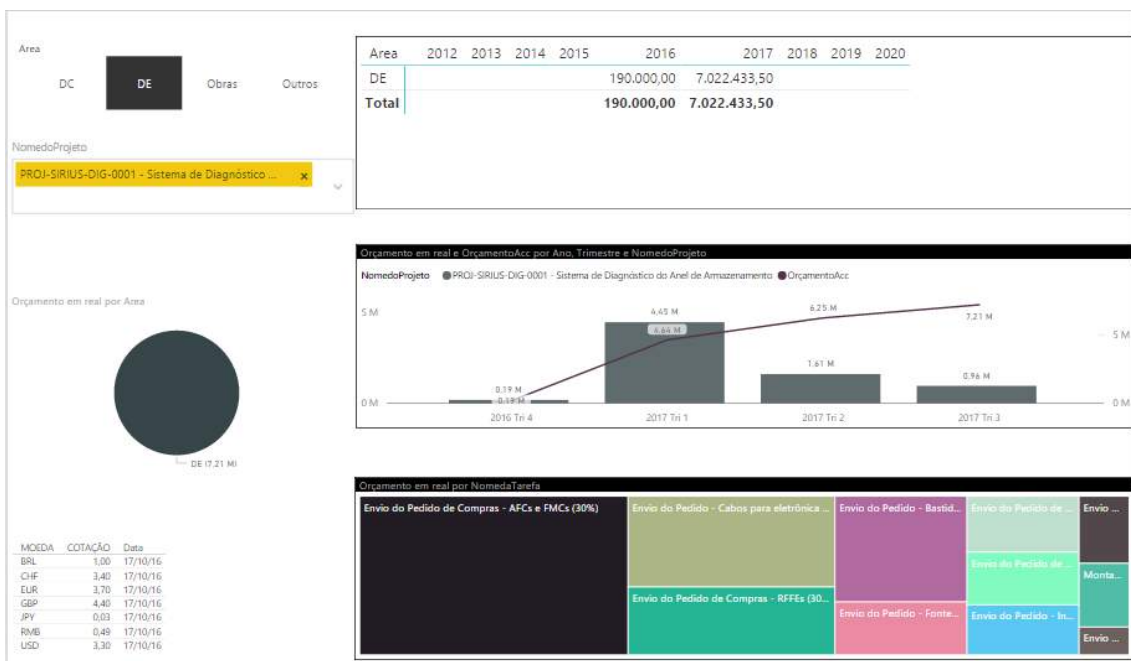 Area
DC DE Obras Outros
NomedoProjeto
PROJ-SIRIUS-DIG-0001 - Sistema de Diagnóstico ... x
Area 2012 2013 2014 2015 2016 2017 2018 2019 2020
DE 190.000,00 7.022.433,50
Total 190.000,00 7.022.433,50
Orçamento em real e OrçamentoAcc por Ano, Trimestre e NomedoProjeto
NomedoProjeto PROJ-SIRIUS-DIG-0001 - Sistema de Diagnóstico do Anel de Armazenamento OrçamentoAcc
5 M
0 M
5 M
0 M
0.19 M
0.19 M
4.45 M
4.64 M
6.25 M
1.61 M
7.21 M
0.96 M
2016 Tri 4 2017 Tri 1 2017 Tri 2 2017 Tri 3
Orçamento em real por Area
DE (7,21 M)
Orçamento em real por NomedaTarefa
Envio do Pedido de Compras - AFCs e FMCs (30%)
Envio do Pedido - Cabos para eletrônica ...
Envio do Pedido de Compras - RFFEs (30...
Envio do Pedido - Bastid...
Envio do Pedido - Fonte...
Envio do Pedido de ...
Envio do Pedido de ...
Envio do Pedido - In...
Envio ...
Monta...
Envio ...
MOEDA COTAÇÃO Data
BRL 1,00 17/10/16
CHF 3,40 17/10/16
EUR 3,70 17/10/16
GBP 4,40 17/10/16
JPY 0,03 17/10/16
RMB 0,49 17/10/16
USD 3,30 17/10/16